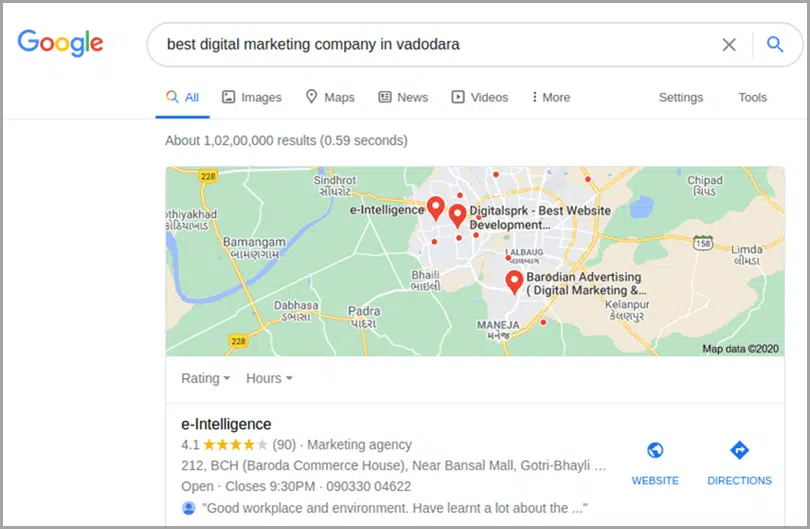 Google
best digital marketing company in vadodara
All Images Maps News Videos More Settings Tools
About 1,02,00,000 results (0.59 seconds)
228
Sindhrot
સીંધરોટ
Chipad
ચિપડ
e-Intelligence
Digitalsprk - Best Website
Development...
othiyakhad
Bamangam
બામણગામ
158
Limda
લીમડા
LALBAUG
લાલબાગ
Bhaili
ભાઇલી
Barodian Advertising
( Digital Marketing &...
Dabhasa
ડભાસા
Padra
પાદરા
Kelanpur
કેલણપુર
MANEJA
મનેજા
228
Map data ©2020
Rating Hours
e-Intelligence
4.1 ★★★★★ (90) · Marketing agency
212, BCH (Baroda Commerce House), Near Bansal Mall, Gotri-Bhayli ...
Open · Closes 9:30PM · 090330 04622
"Good workplace and environment. Have learnt a lot about the ..."
WEBSITE DIRECTIONS